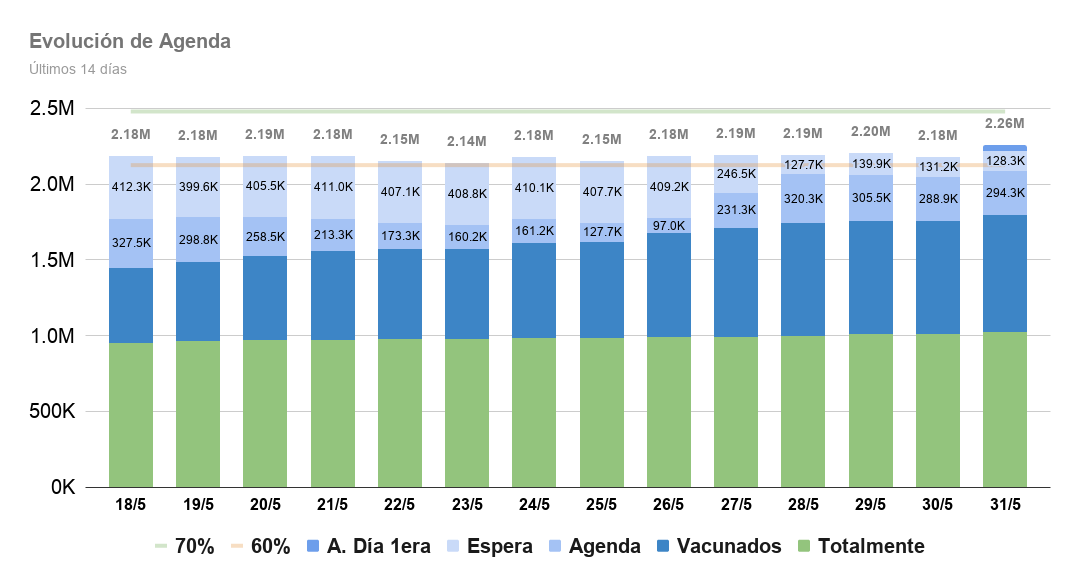 Evolución de Agenda
Últimos 14 días
2.5M
2.26M
2.18M 2.18M 2.19M 2.18M 2.15M 2.14M 2.18M 2.15M 2.18M 2.19M 2.19M 2.20M 2.18M
2.0M
412.3K 399.6K 405.5K 411.0K 407.1K 408.8K 410.1K 407.7K 409.2K 246.5K 127.7K 139.9K 131.2K 128.3K
327.5K 298.8K 258.5K 213.3K 173.3K 160.2K 161.2K 127.7K 97.0K 231.3K 320.3K 305.5K 288.9K 294.3K
1.5M
1.0M
500K
0K
18/5 19/5 20/5 21/5 22/5 23/5 24/5 25/5 26/5 27/5 28/5 29/5 30/5 31/5
70% 60% A. Día 1era Espera Agenda Vacunados Totalmente